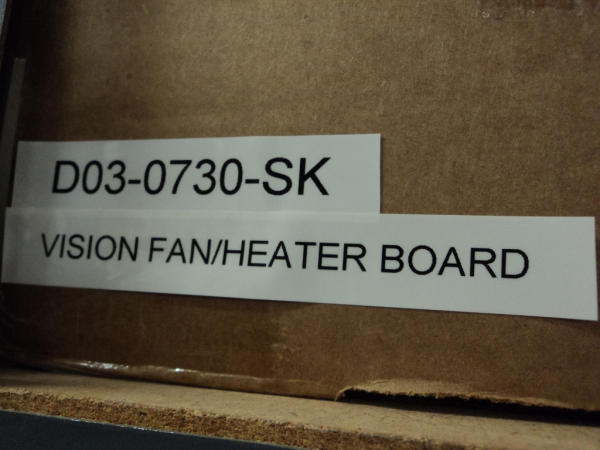 D03-0730-SK
VISION FAN/HEATER BOARD